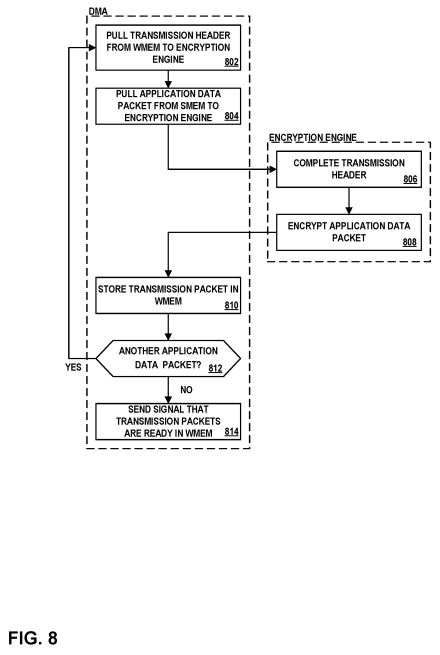 DMA
PULL TRANSMISSION HEADER
FROM WMEM TO ENCRYPTION
ENGINE
802
PULL APPLICATION DATA
PACKET FROM SMEM TO
ENCRYPTION ENGINE
804
ENCRYPTION ENGINE
COMPLETE TRANSMISSION
HEADER
806
ENCRYPT APPLICATION DATA
PACKET
808
STORE TRANSMISSION PACKET IN
WMEM
810
ANOTHER APPLICATION
DATA PACKET?
812
YES
NO
SEND SIGNAL THAT
TRANSMISSION PACKETS
ARE READY IN WMEM
814
FIG. 8